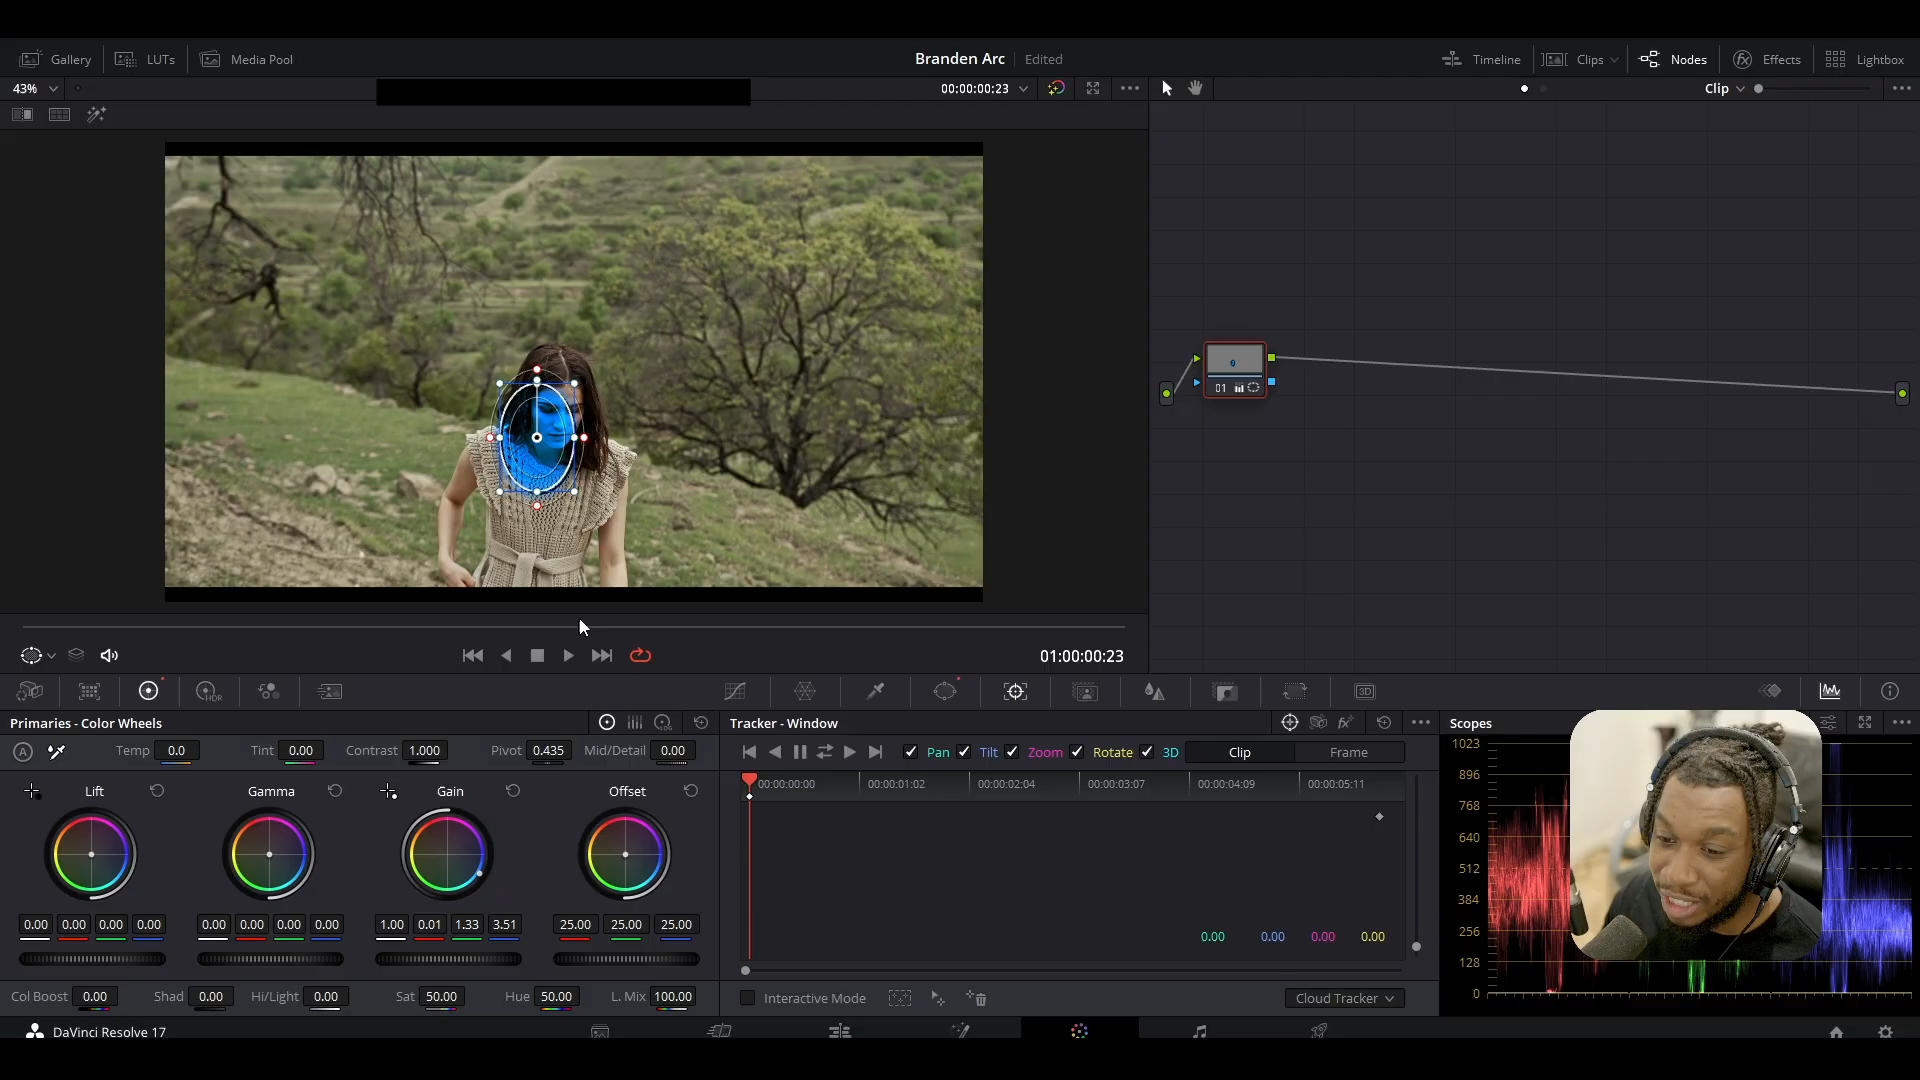 Gallery LUTs Media Pool Branden Arc Edited Timeline Clips Nodes Effects Lightbox
43% 00:00:00:23 Clip
01
01:00:00:23
HDR 3D
Primaries - Color Wheels Tracker - Window Scopes
A Temp 0.0 Tint 0.00 Contrast 1.000 Pivot 0.435 Mid/Detail 0.00 Pan Tilt Zoom Rotate 3D Clip Frame
Lift Gamma Gain Offset
00:00:00:00 00:00:01:02 00:00:02:04 00:00:03:07 00:00:04:09 00:00:05:11
1023
896
768
640
512
384
256
128
0
0.00 0.00 0.00 0.00 0.00 0.00 0.00 0.00 1.00 0.01 1.33 3.51 25.00 25.00 25.00
0.00 0.00 0.00 0.00
Col Boost 0.00 Shad 0.00 Hi/Light 0.00 Sat 50.00 Hue 50.00 L. Mix 100.00 Interactive Mode Cloud Tracker
DaVinci Resolve 17